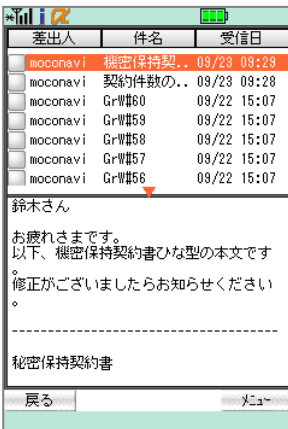 i α
差出人 件名 受信日
moconavi 機密保持契.. 09/23 09:29
moconavi 契約件数の.. 09/23 09:28
moconavi GrW#60 09/22 15:07
moconavi GrW#59 09/22 15:07
moconavi GrW#58 09/22 15:07
moconavi GrW#57 09/22 15:07
moconavi GrW#56 09/22 15:07
鈴木さん
お疲れさまです。
以下、機密保持契約書ひな型の本文です
。
修正がございましたらお知らせください
。
--------------------------------
秘密保持契約書
戻る ﾒﾆｭｰ